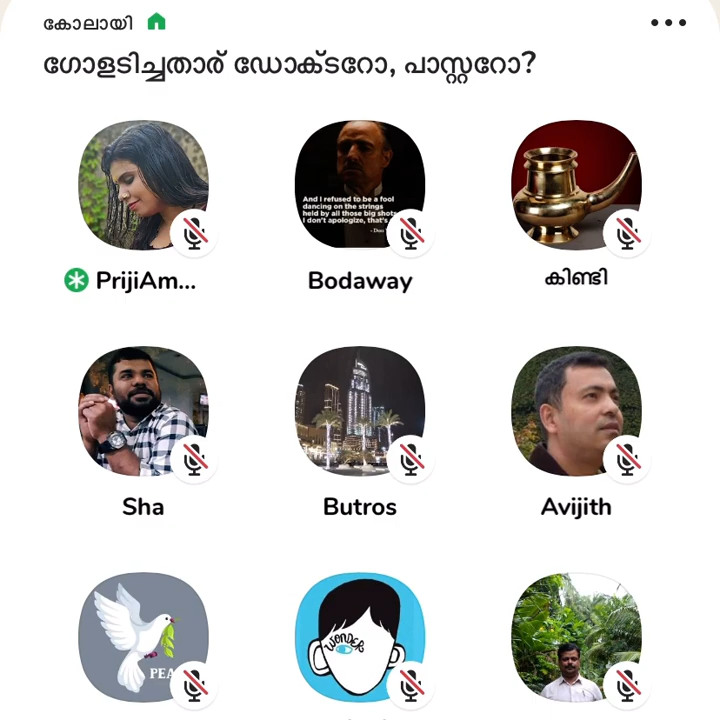 കോലായി
ഗോളടിച്ചതാര് ഡോക്ടറോ, പാസ്റ്ററോ?
And I refused to be a fool
dancing on the strings
held by all those big shots
I don't apologize, that's
PrijiAm...
Bodaway
കിണ്ടി
Sha
Butros
Avijith
WONDER